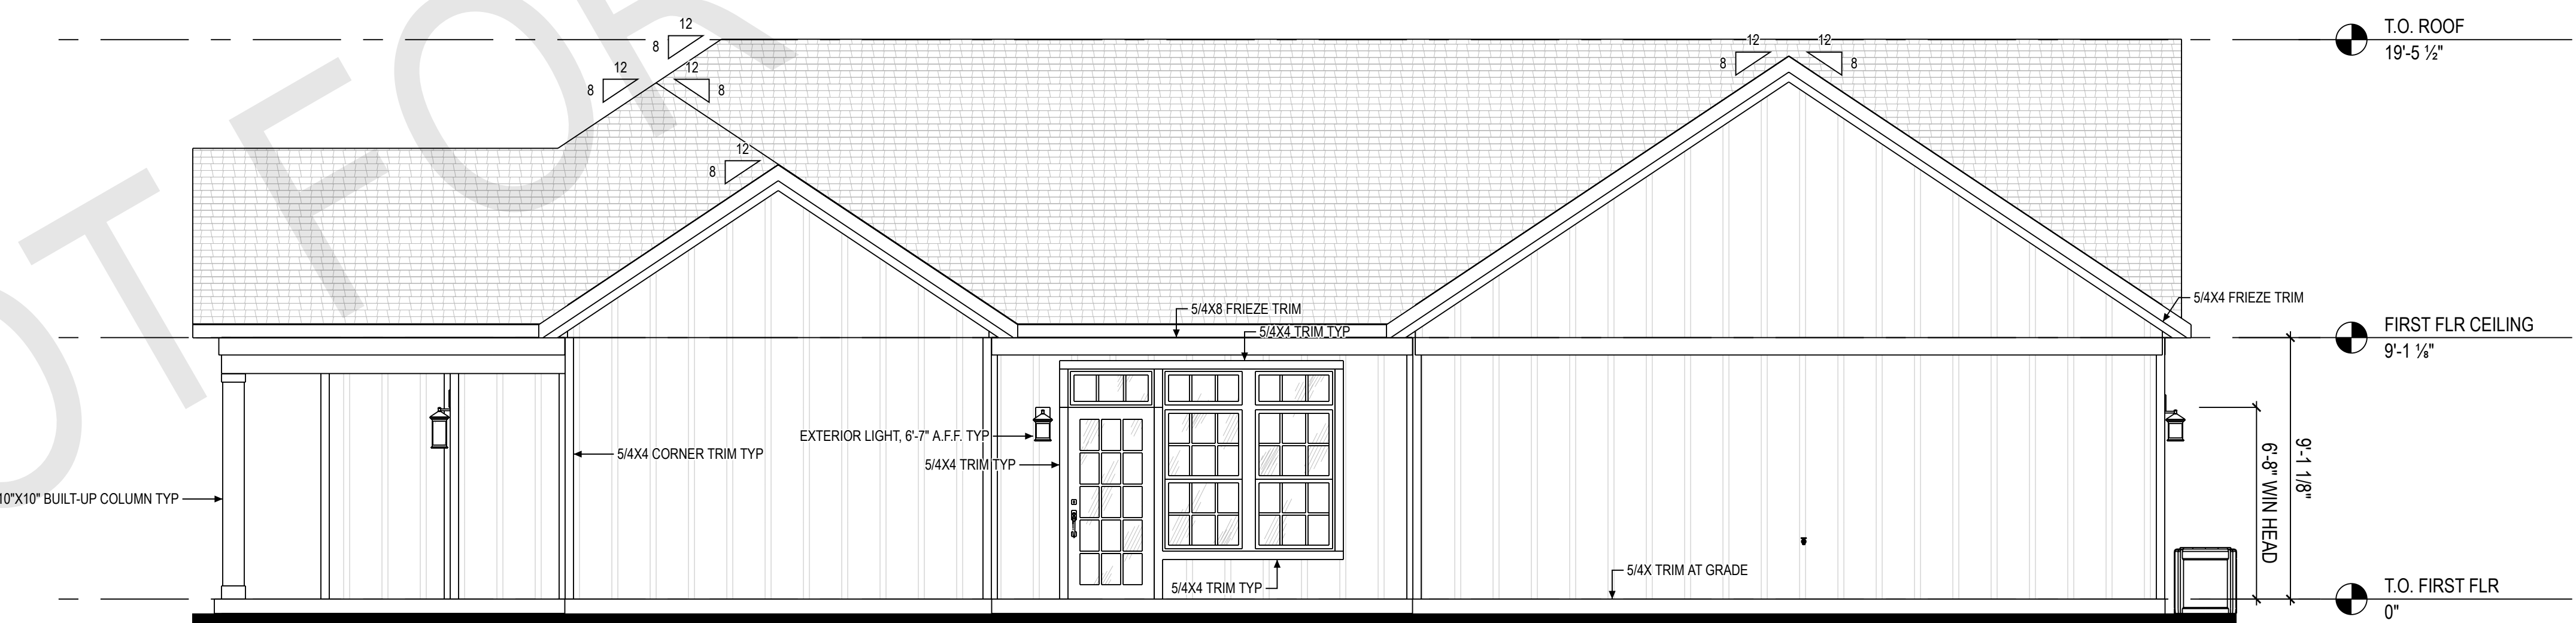 OT FOR
12
8
12
8
12
8
12
8
12
8
12
8
T.O. ROOF
19'-5 ½"
5/4X8 FRIEZE TRIM
5/4X4 TRIM TYP
5/4X4 FRIEZE TRIM
FIRST FLR CEILING
9'-1 ⅛"
EXTERIOR LIGHT, 6'-7" A.F.F. TYP
5/4X4 CORNER TRIM TYP
5/4X4 TRIM TYP
10"X10" BUILT-UP COLUMN TYP
6'-8" WIN HEAD
9'-1 1/8"
5/4X TRIM AT GRADE
5/4X4 TRIM TYP
T.O. FIRST FLR
0"